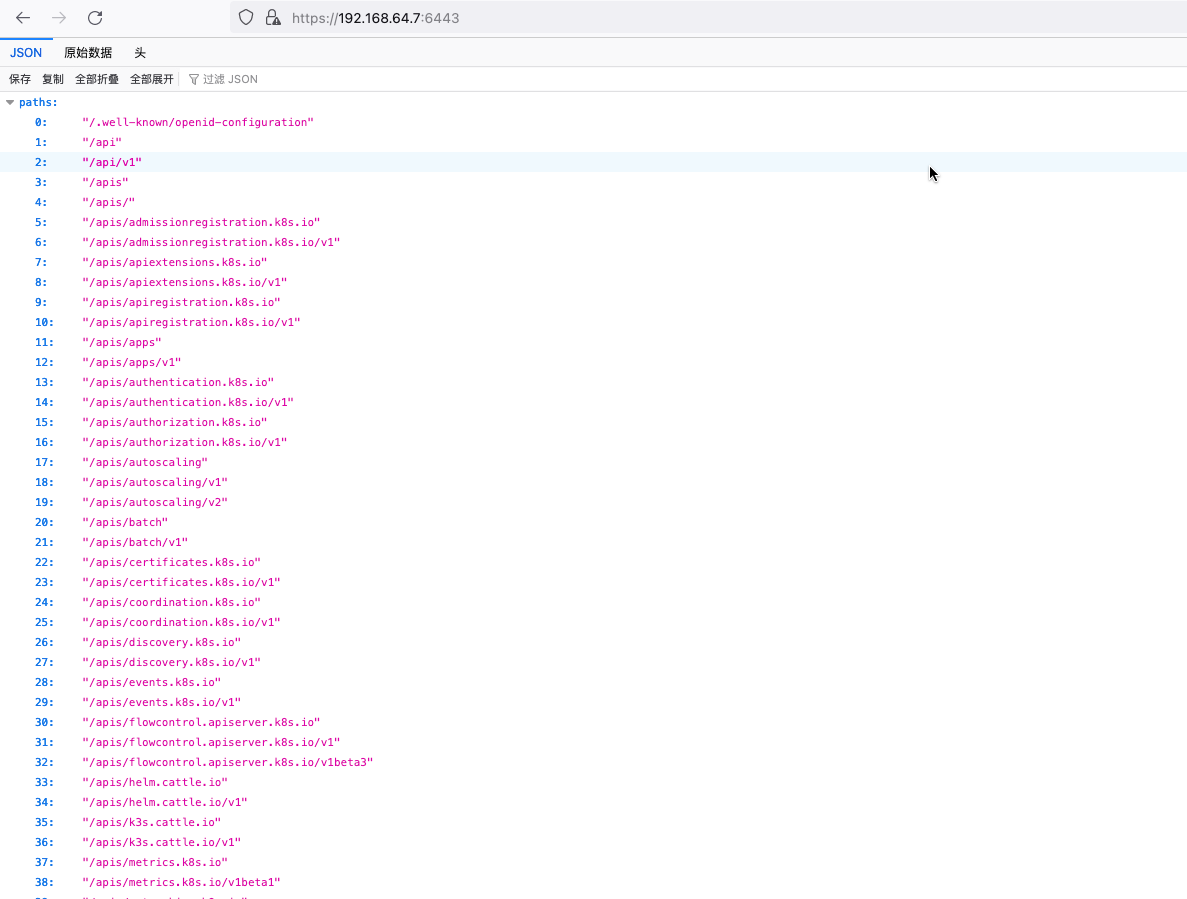 https://192.168.64.7:6443
JSON 原始数据 头
保存 复制 全部折叠 全部展开 过滤 JSON
paths:
0: "/.well-known/openid-configuration"
1: "/api"
2: "/api/v1"
3: "/apis"
4: "/apis/"
5: "/apis/admissionregistration.k8s.io"
6: "/apis/admissionregistration.k8s.io/v1"
7: "/apis/apiextensions.k8s.io"
8: "/apis/apiextensions.k8s.io/v1"
9: "/apis/apiregistration.k8s.io"
10: "/apis/apiregistration.k8s.io/v1"
11: "/apis/apps"
12: "/apis/apps/v1"
13: "/apis/authentication.k8s.io"
14: "/apis/authentication.k8s.io/v1"
15: "/apis/authorization.k8s.io"
16: "/apis/authorization.k8s.io/v1"
17: "/apis/autoscaling"
18: "/apis/autoscaling/v1"
19: "/apis/autoscaling/v2"
20: "/apis/batch"
21: "/apis/batch/v1"
22: "/apis/certificates.k8s.io"
23: "/apis/certificates.k8s.io/v1"
24: "/apis/coordination.k8s.io"
25: "/apis/coordination.k8s.io/v1"
26: "/apis/discovery.k8s.io"
27: "/apis/discovery.k8s.io/v1"
28: "/apis/events.k8s.io"
29: "/apis/events.k8s.io/v1"
30: "/apis/flowcontrol.apiserver.k8s.io"
31: "/apis/flowcontrol.apiserver.k8s.io/v1"
32: "/apis/flowcontrol.apiserver.k8s.io/v1beta3"
33: "/apis/helm.cattle.io"
34: "/apis/helm.cattle.io/v1"
35: "/apis/k3s.cattle.io"
36: "/apis/k3s.cattle.io/v1"
37: "/apis/metrics.k8s.io"
38: "/apis/metrics.k8s.io/v1beta1"